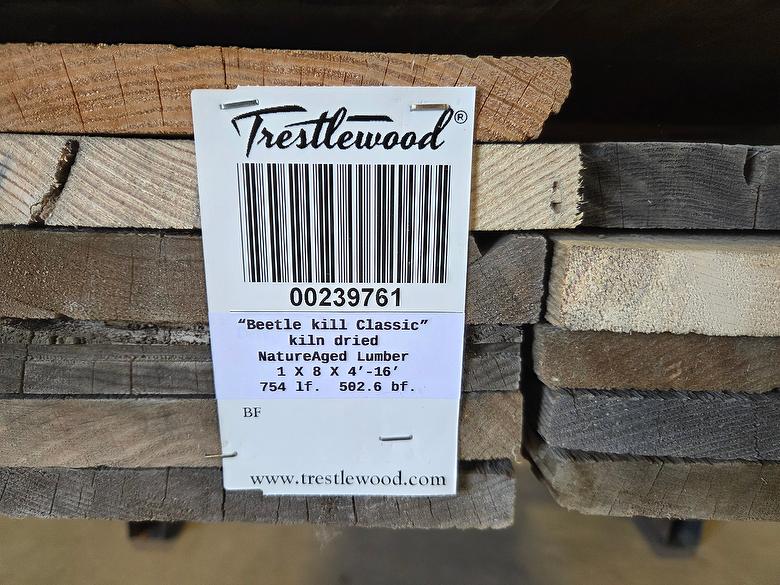 Trestlewood®
00239761
“Beetle kill Classic”
kiln dried
NatureAged Lumber
1 X 8 X 4’-16’
754 lf. 502.6 bf.
BF
www.trestlewood.com